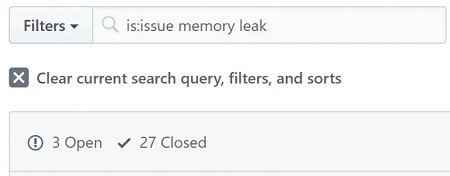 Filters is:issue memory leak
Clear current search query, filters, and sorts
3 Open 27 Closed